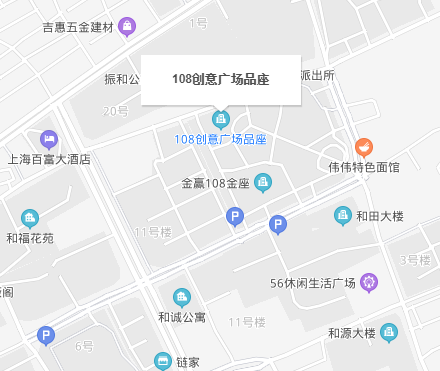 1号
吉惠五金建材
108创意广场品座
振和公
派出所
20号
108创意广场品座
上海百富大酒店
伟伟特色面馆
金赢108金座
P
和田大楼
P
和福花苑
11号楼
3号楼
56休闲生活广场
阁
和诚公寓
11号楼
P
和源大楼
6号
链家